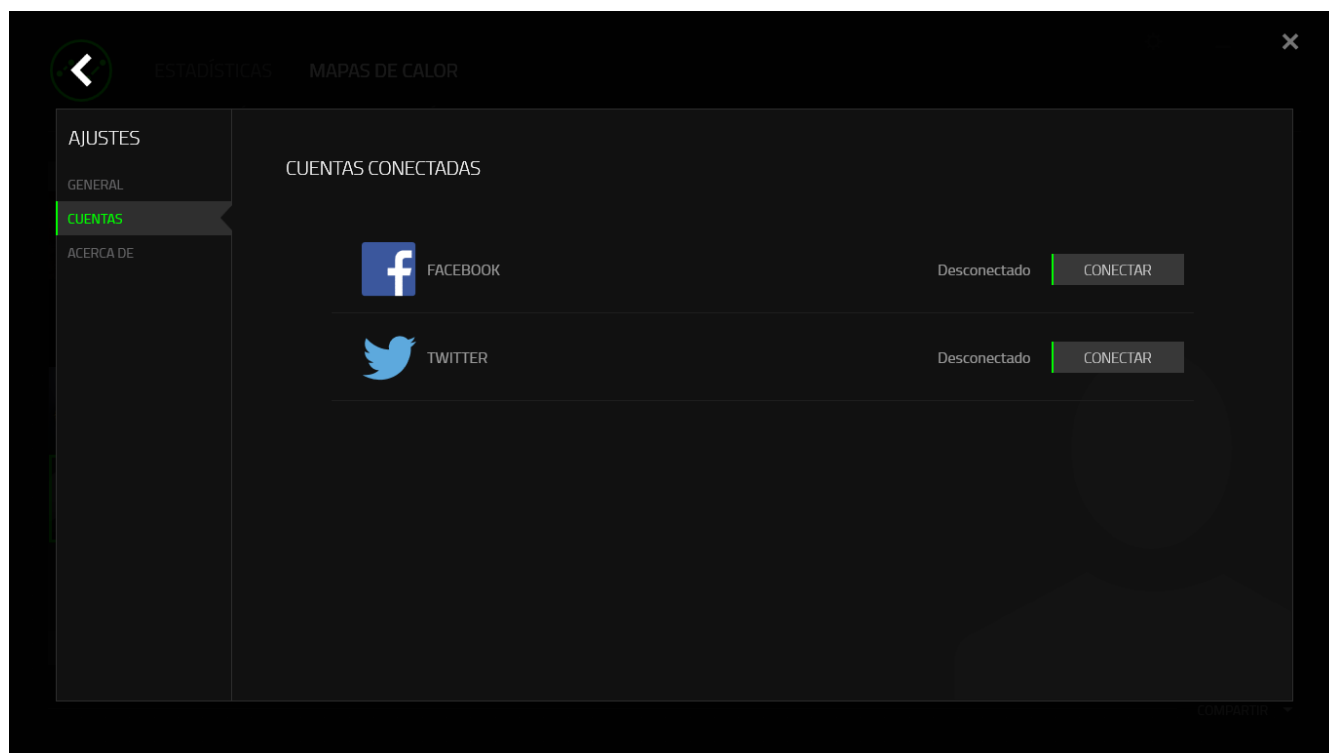 ESTADÍSTICAS MAPAS DE CALOR
AJUSTES
GENERAL
CUENTAS
ACERCA DE
CUENTAS CONECTADAS
FACEBOOK Desconectado CONECTAR
TWITTER Desconectado CONECTAR
COMPARTIR